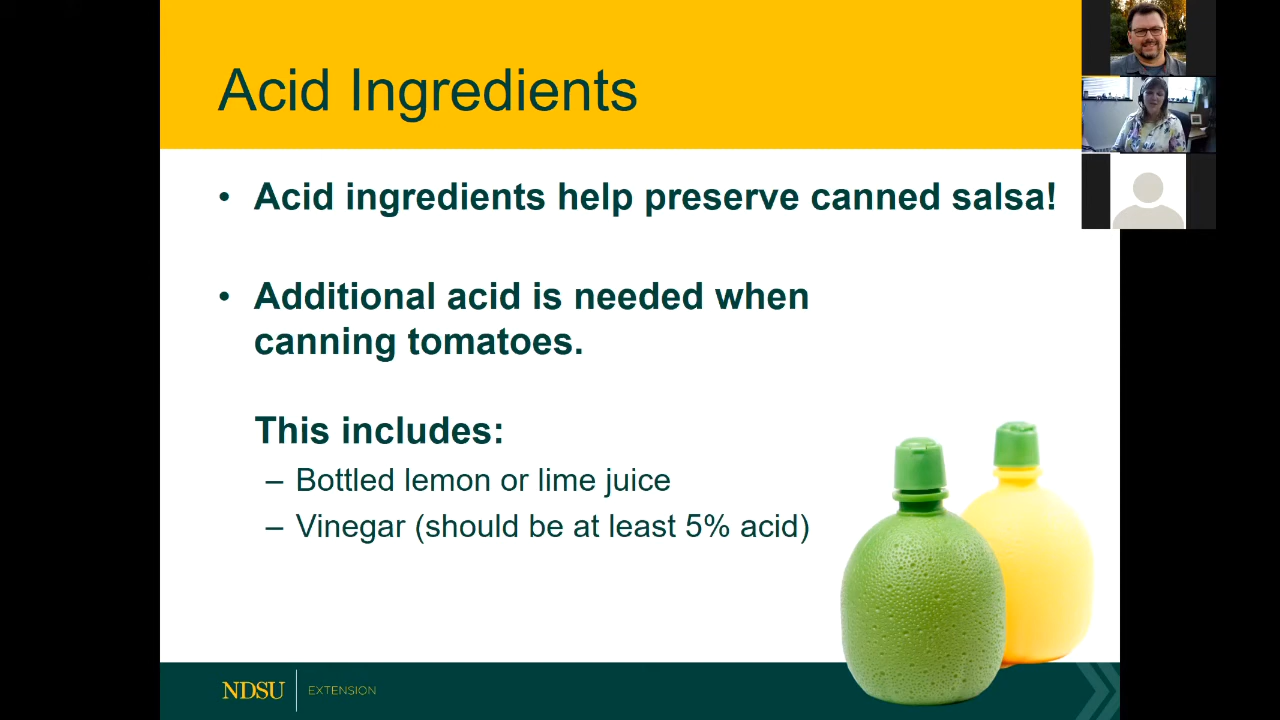 Acid Ingredients
• Acid ingredients help preserve canned salsa!
• Additional acid is needed when
canning tomatoes.
This includes:
– Bottled lemon or lime juice
– Vinegar (should be at least 5% acid)
NDSU | EXTENSION